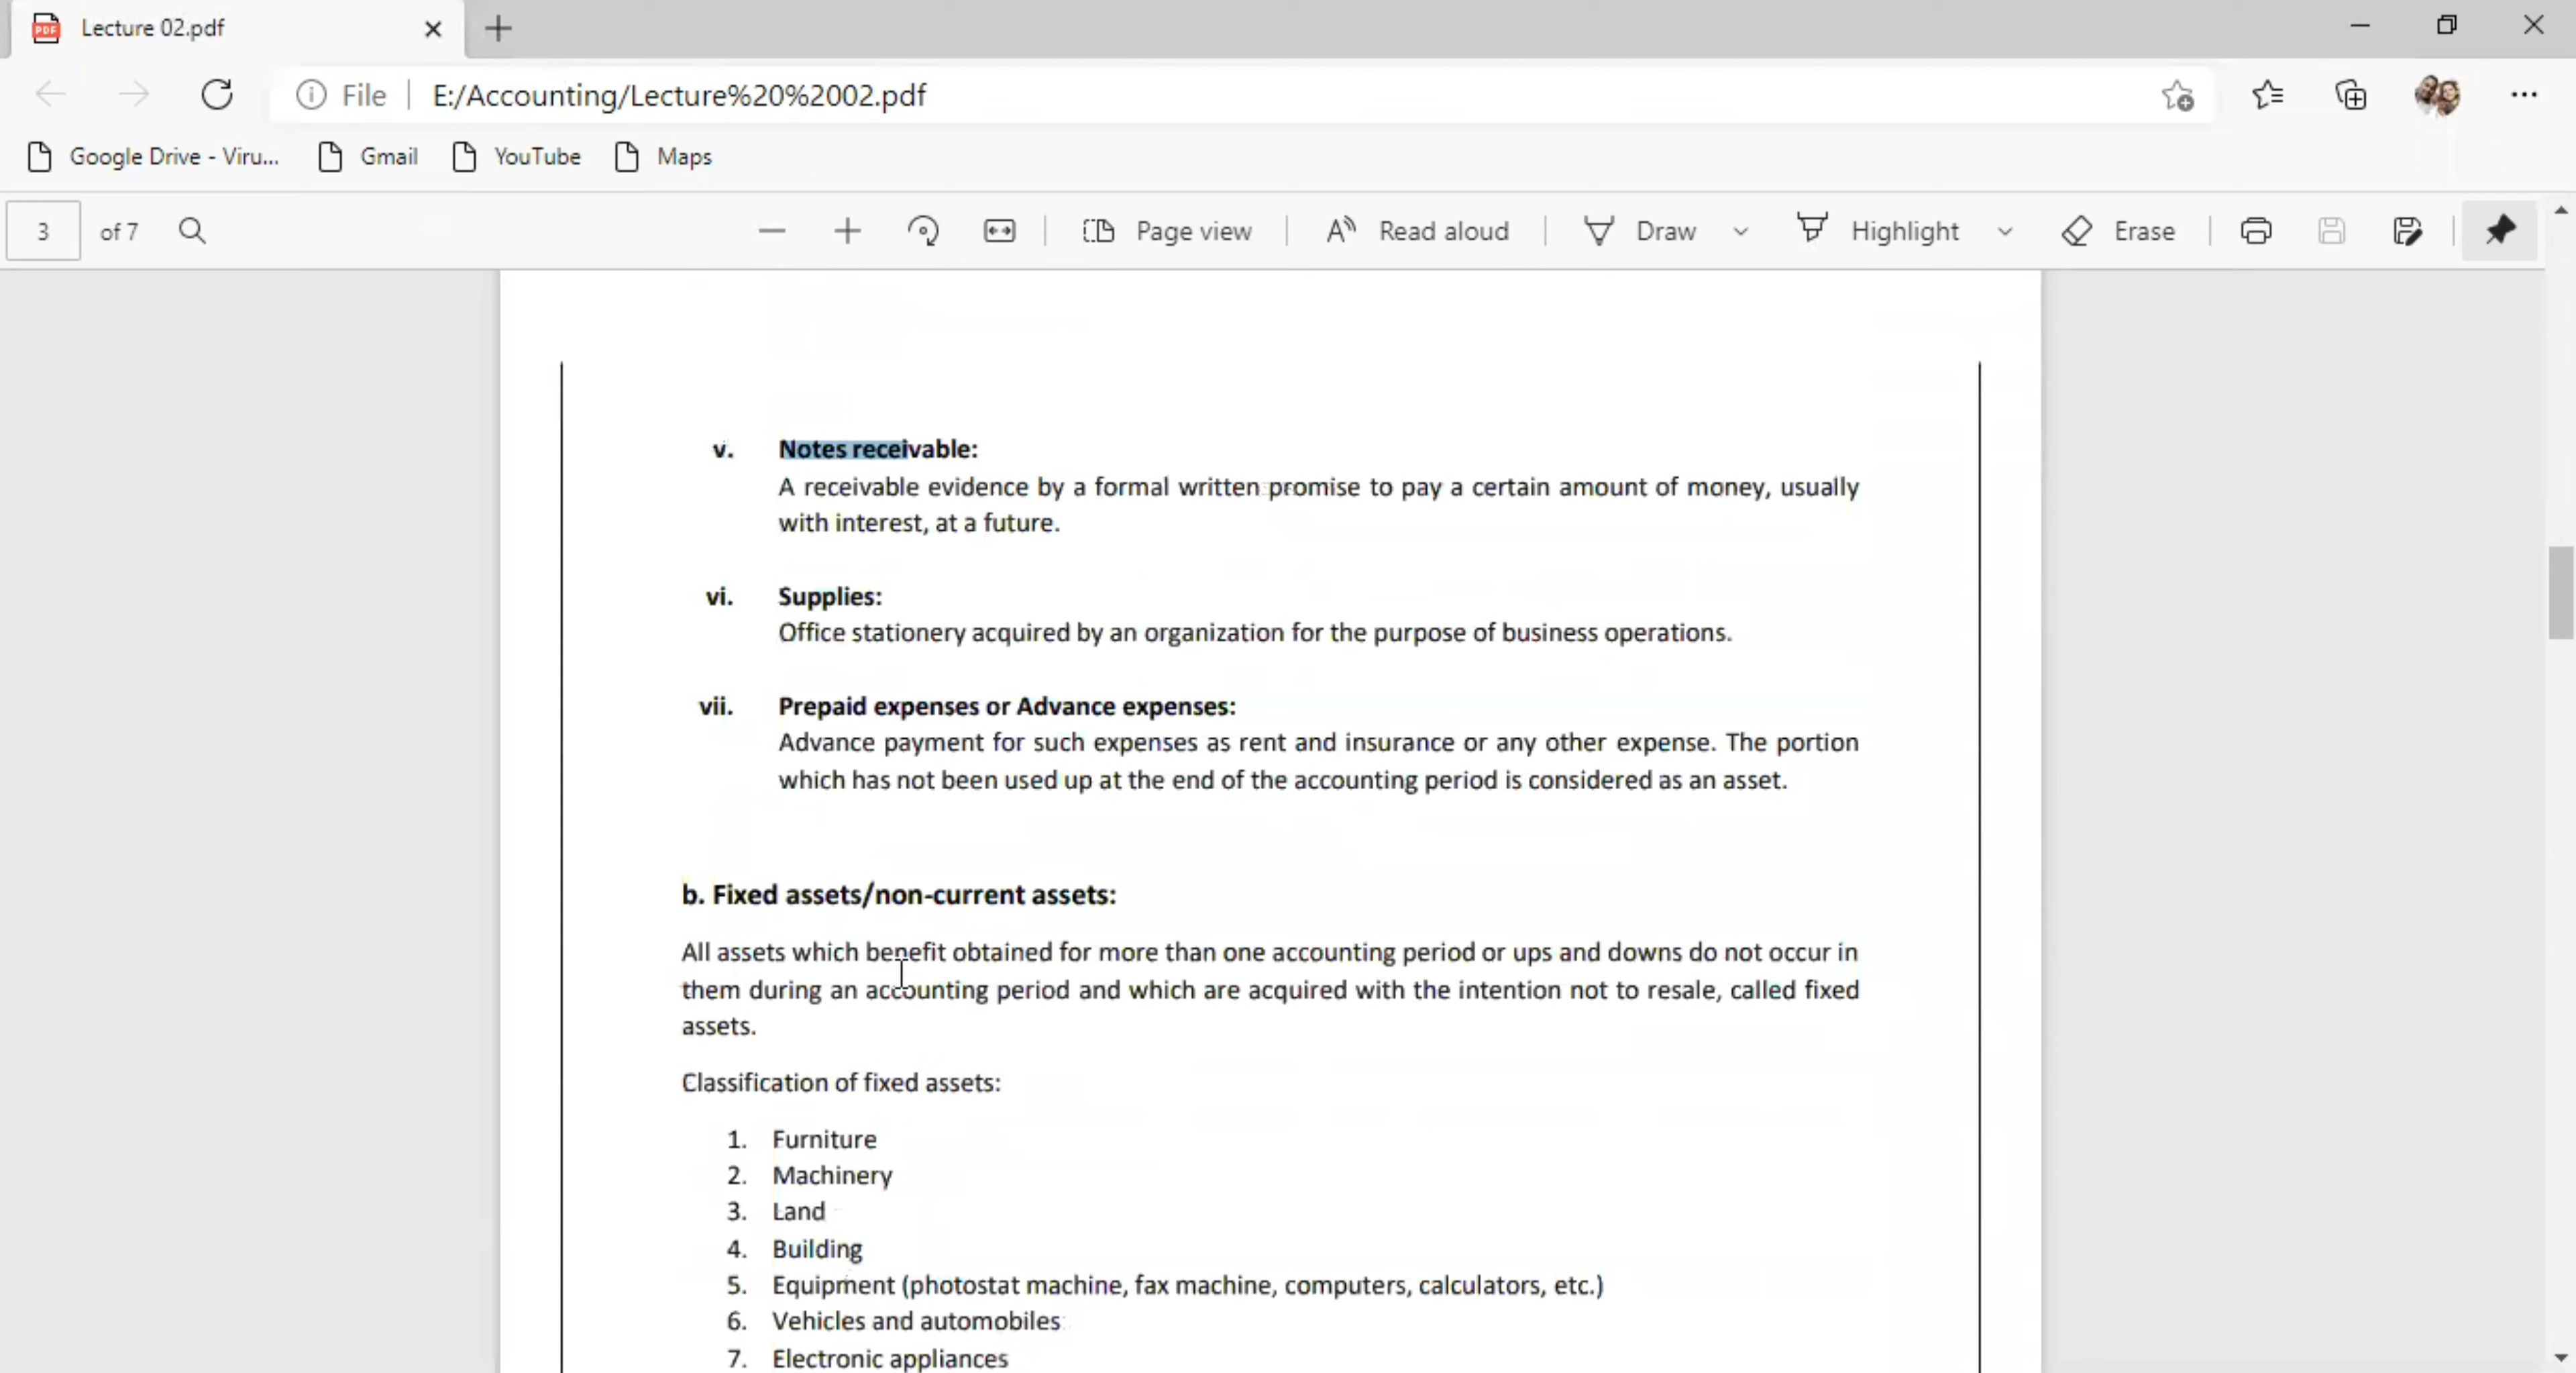 Lecture 02.pdf
File
E:/Accounting/Lecture%20%2002.pdf
Google Drive - Viru...
Gmail
YouTube
Maps
3 of 7
Page view
Read aloud
Draw
Highlight
Erase
v. Notes receivable:
A receivable evidence by a formal written promise to pay a certain amount of money, usually
with interest, at a future.
vi. Supplies:
Office stationery acquired by an organization for the purpose of business operations.
vii. Prepaid expenses or Advance expenses:
Advance payment for such expenses as rent and insurance or any other expense. The portion
which has not been used up at the end of the accounting period is considered as an asset.
b. Fixed assets/non-current assets:
All assets which benefit obtained for more than one accounting period or ups and downs do not occur in
them during an accounting period and which are acquired with the intention not to resale, called fixed
assets.
Classification of fixed assets:
1. Furniture
2. Machinery
3. Land
4. Building
5. Equipment (photostat machine, fax machine, computers, calculators, etc.)
6. Vehicles and automobiles
7. Electronic appliances